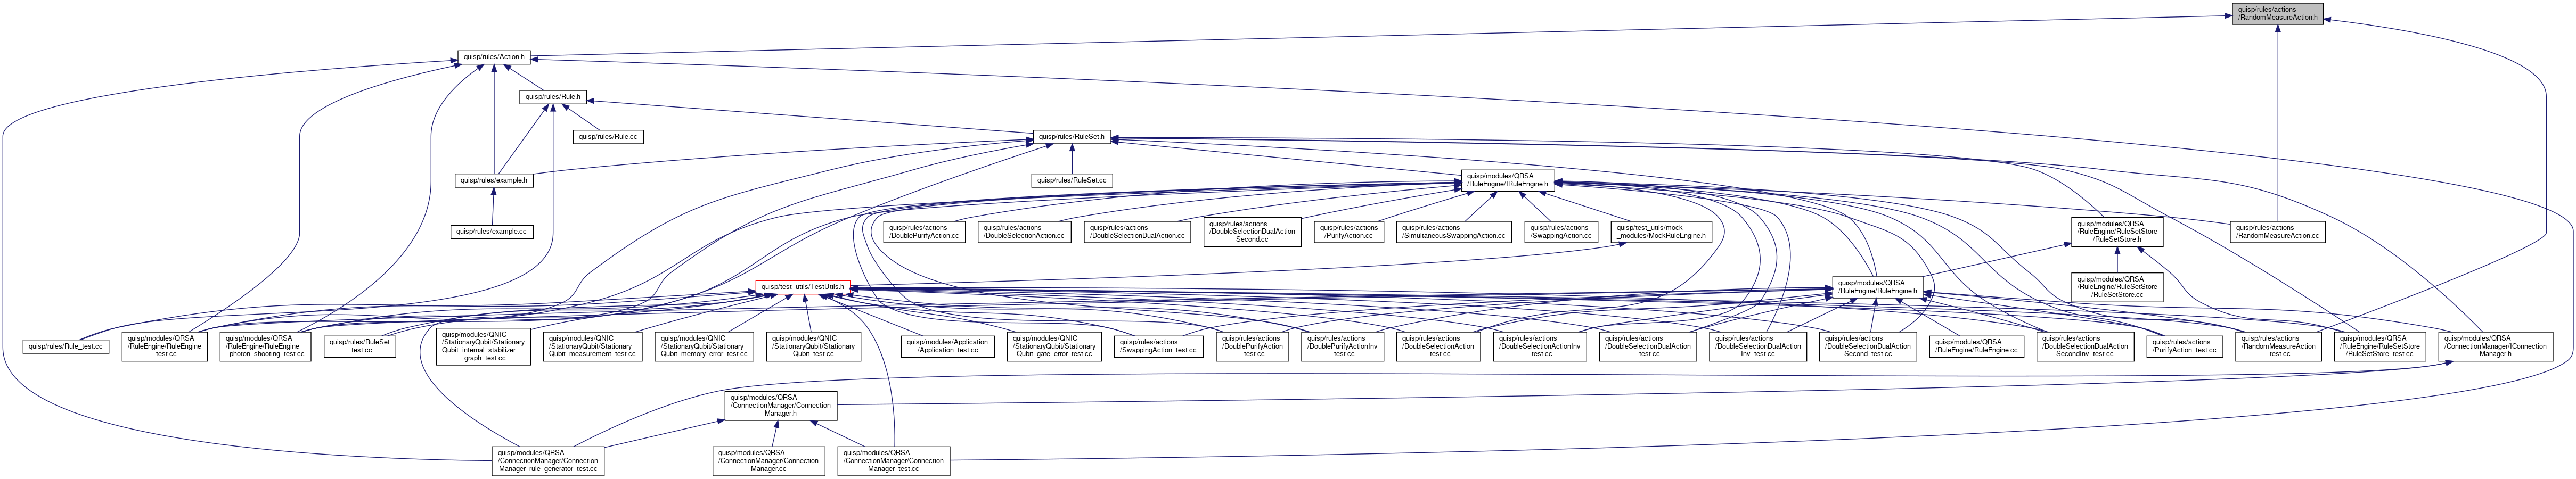 quisp/rules/actions
/RandomMeasureAction.h
quisp/rules/Action.h
quisp/rules/Rule.h
quisp/rules/Rule.cc
quisp/rules/RuleSet.h
quisp/rules/example.h
quisp/rules/RuleSet.cc
quisp/modules/QRSA
/RuleEngine/IRuleEngine.h
quisp/rules/example.cc
quisp/rules/actions
/DoublePurifyAction.cc
quisp/rules/actions
/DoubleSelectionAction.cc
quisp/rules/actions
/DoubleSelectionDualAction.cc
quisp/rules/actions
/DoubleSelectionDualAction
Second.cc
quisp/rules/actions
/PurifyAction.cc
quisp/rules/actions
/SimultaneousSwappingAction.cc
quisp/rules/actions
/SwappingAction.cc
quisp/test_utils/mock
_modules/MockRuleEngine.h
quisp/modules/QRSA
/RuleEngine/RuleSetStore
/RuleSetStore.h
quisp/rules/actions
/RandomMeasureAction.cc
quisp/test_utils/TestUtils.h
quisp/modules/QRSA
/RuleEngine/RuleEngine.h
quisp/modules/QRSA
/RuleEngine/RuleSetStore
/RuleSetStore.cc
quisp/rules/Rule_test.cc
quisp/modules/QRSA
/RuleEngine/RuleEngine
_test.cc
quisp/modules/QRSA
/RuleEngine/RuleEngine
_photon_shooting_test.cc
quisp/rules/RuleSet
_test.cc
quisp/modules/QNIC
/StationaryQubit/Stationary
Qubit_internal_stabilizer
_graph_test.cc
quisp/modules/QNIC
/StationaryQubit/Stationary
Qubit_measurement_test.cc
quisp/modules/QNIC
/StationaryQubit/Stationary
Qubit_memory_error_test.cc
quisp/modules/QNIC
/StationaryQubit/Stationary
Qubit_test.cc
quisp/modules/Application
/Application_test.cc
quisp/modules/QNIC
/StationaryQubit/Stationary
Qubit_gate_error_test.cc
quisp/rules/actions
/SwappingAction_test.cc
quisp/rules/actions
/DoublePurifyAction
_test.cc
quisp/rules/actions
/DoublePurifyActionInv
_test.cc
quisp/rules/actions
/DoubleSelectionAction
_test.cc
quisp/rules/actions
/DoubleSelectionActionInv
_test.cc
quisp/rules/actions
/DoubleSelectionDualAction
_test.cc
quisp/rules/actions
/DoubleSelectionDualAction
Inv_test.cc
quisp/rules/actions
/DoubleSelectionDualAction
Second_test.cc
quisp/modules/QRSA
/RuleEngine/RuleEngine.cc
quisp/rules/actions
/DoubleSelectionDualAction
SecondInv_test.cc
quisp/rules/actions
/PurifyAction_test.cc
quisp/rules/actions
/RandomMeasureAction
_test.cc
quisp/modules/QRSA
/RuleEngine/RuleSetStore
/RuleSetStore_test.cc
quisp/modules/QRSA
/ConnectionManager/IConnection
Manager.h
quisp/modules/QRSA
/ConnectionManager/Connection
Manager.h
quisp/modules/QRSA
/ConnectionManager/Connection
Manager_rule_generator_test.cc
quisp/modules/QRSA
/ConnectionManager/Connection
Manager.cc
quisp/modules/QRSA
/ConnectionManager/Connection
Manager_test.cc